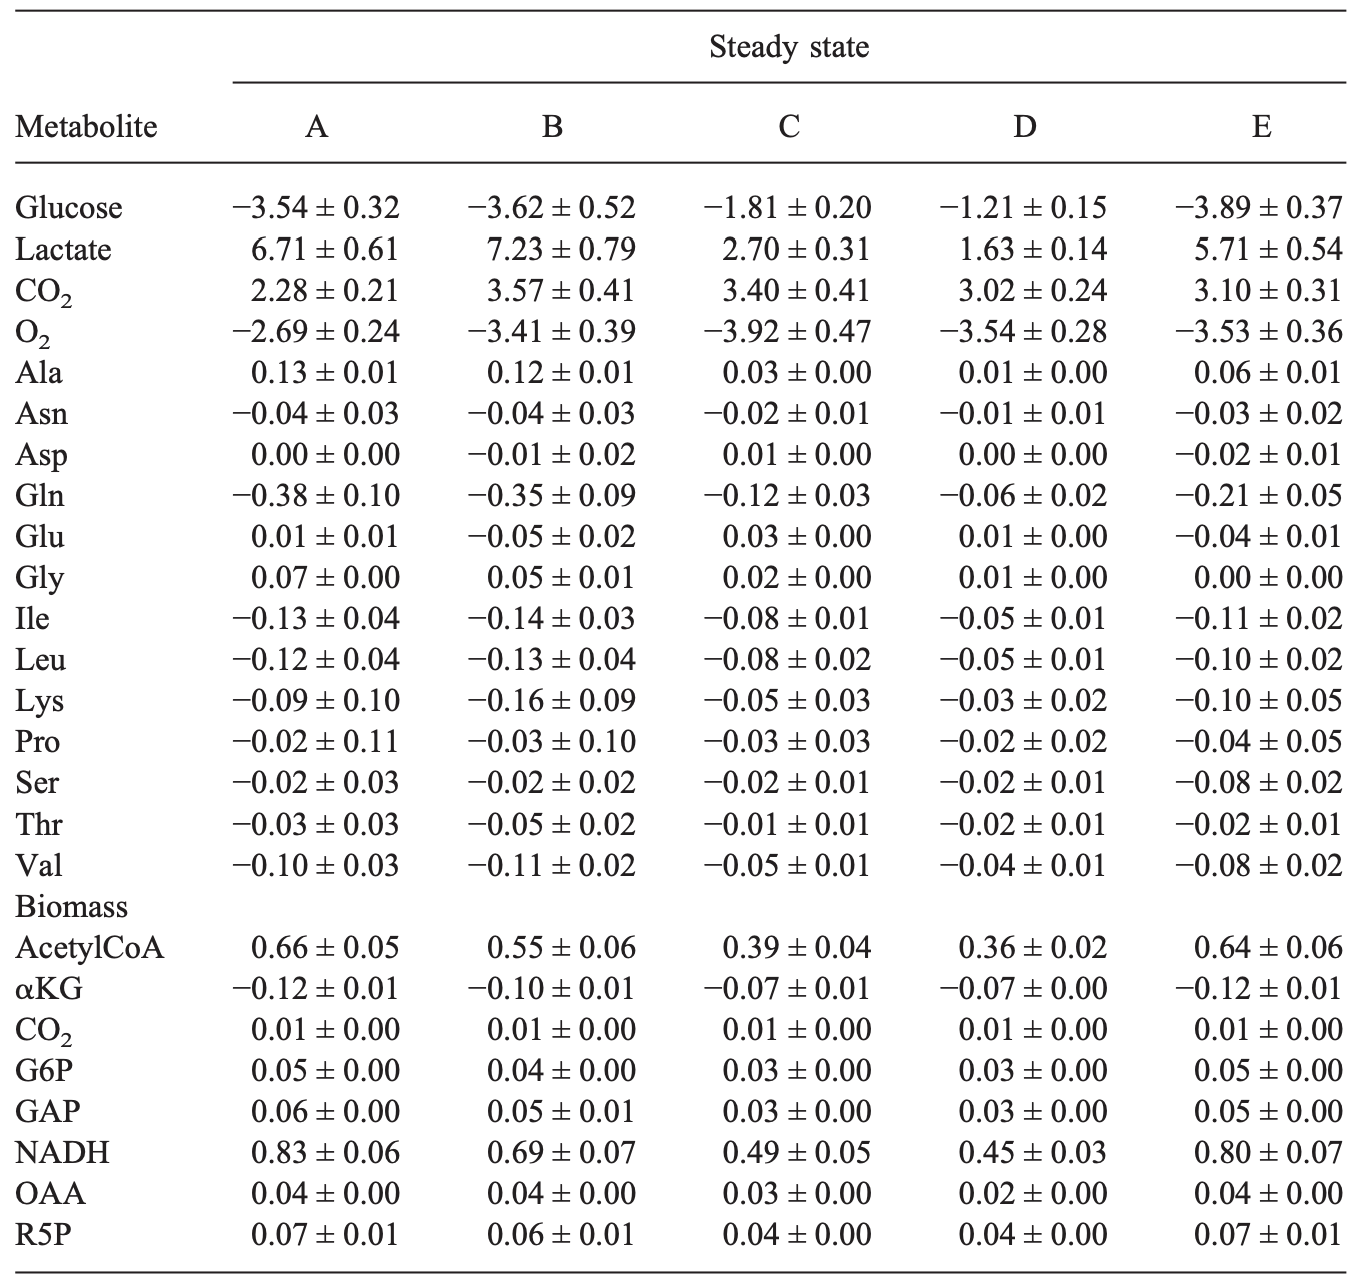 Steady state
Metabolite A B C D E
Glucose −3.54 ± 0.32 −3.62 ± 0.52 −1.81 ± 0.20 −1.21 ± 0.15 −3.89 ± 0.37
Lactate 6.71 ± 0.61 7.23 ± 0.79 2.70 ± 0.31 1.63 ± 0.14 5.71 ± 0.54
CO₂ 2.28 ± 0.21 3.57 ± 0.41 3.40 ± 0.41 3.02 ± 0.24 3.10 ± 0.31
O₂ −2.69 ± 0.24 −3.41 ± 0.39 −3.92 ± 0.47 −3.54 ± 0.28 −3.53 ± 0.36
Ala 0.13 ± 0.01 0.12 ± 0.01 0.03 ± 0.00 0.01 ± 0.00 0.06 ± 0.01
Asn −0.04 ± 0.03 −0.04 ± 0.03 −0.02 ± 0.01 −0.01 ± 0.01 −0.03 ± 0.02
Asp 0.00 ± 0.00 −0.01 ± 0.02 0.01 ± 0.00 0.00 ± 0.00 −0.02 ± 0.01
Gln −0.38 ± 0.10 −0.35 ± 0.09 −0.12 ± 0.03 −0.06 ± 0.02 −0.21 ± 0.05
Glu 0.01 ± 0.01 −0.05 ± 0.02 0.03 ± 0.00 0.01 ± 0.00 −0.04 ± 0.01
Gly 0.07 ± 0.00 0.05 ± 0.01 0.02 ± 0.00 0.01 ± 0.00 0.00 ± 0.00
Ile −0.13 ± 0.04 −0.14 ± 0.03 −0.08 ± 0.01 −0.05 ± 0.01 −0.11 ± 0.02
Leu −0.12 ± 0.04 −0.13 ± 0.04 −0.08 ± 0.02 −0.05 ± 0.01 −0.10 ± 0.02
Lys −0.09 ± 0.10 −0.16 ± 0.09 −0.05 ± 0.03 −0.03 ± 0.02 −0.10 ± 0.05
Pro −0.02 ± 0.11 −0.03 ± 0.10 −0.03 ± 0.03 −0.02 ± 0.02 −0.04 ± 0.05
Ser −0.02 ± 0.03 −0.02 ± 0.02 −0.02 ± 0.01 −0.02 ± 0.01 −0.08 ± 0.02
Thr −0.03 ± 0.03 −0.05 ± 0.02 −0.01 ± 0.01 −0.02 ± 0.01 −0.02 ± 0.01
Val −0.10 ± 0.03 −0.11 ± 0.02 −0.05 ± 0.01 −0.04 ± 0.01 −0.08 ± 0.02
Biomass
AcetylCoA 0.66 ± 0.05 0.55 ± 0.06 0.39 ± 0.04 0.36 ± 0.02 0.64 ± 0.06
αKG −0.12 ± 0.01 −0.10 ± 0.01 −0.07 ± 0.01 −0.07 ± 0.00 −0.12 ± 0.01
CO₂ 0.01 ± 0.00 0.01 ± 0.00 0.01 ± 0.00 0.01 ± 0.00 0.01 ± 0.00
G6P 0.05 ± 0.00 0.04 ± 0.00 0.03 ± 0.00 0.03 ± 0.00 0.05 ± 0.00
GAP 0.06 ± 0.00 0.05 ± 0.01 0.03 ± 0.00 0.03 ± 0.00 0.05 ± 0.00
NADH 0.83 ± 0.06 0.69 ± 0.07 0.49 ± 0.05 0.45 ± 0.03 0.80 ± 0.07
OAA 0.04 ± 0.00 0.04 ± 0.00 0.03 ± 0.00 0.02 ± 0.00 0.04 ± 0.00
R5P 0.07 ± 0.01 0.06 ± 0.01 0.04 ± 0.00 0.04 ± 0.00 0.07 ± 0.01